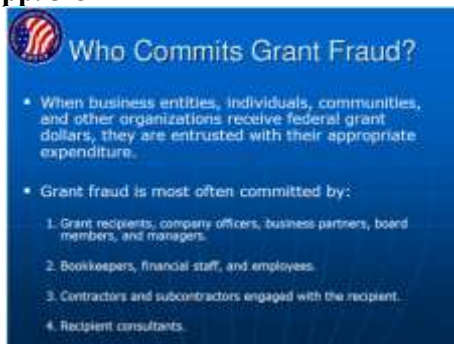 Who Commits Grant Fraud?
• When business entities, individuals, communities,
and other organizations receive federal grant
dollars, they are entrusted with their appropriate
expenditure.
• Grant fraud is most often committed by:
1. Grant recipients, company officers, business partners, board
members, and managers.
2. Bookkeepers, financial staff, and employees.
3. Contractors and subcontractors engaged with the recipient.
4. Recipient consultants.